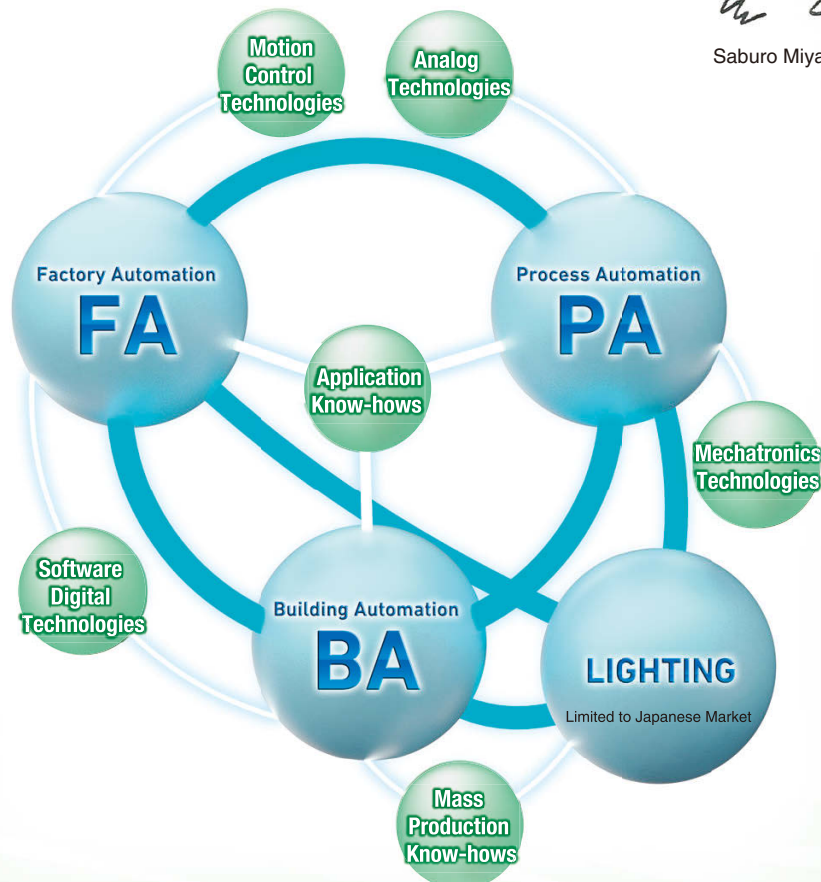 Saburo Miya
Motion
Control
Technologies
Analog
Technologies
Factory Automation
FA
Process Automation
PA
Application
Know-hows
Mechatronics
Technologies
Software
Digital
Technologies
Building Automation
BA
LIGHTING
Limited to Japanese Market
Mass
Production
Know-hows